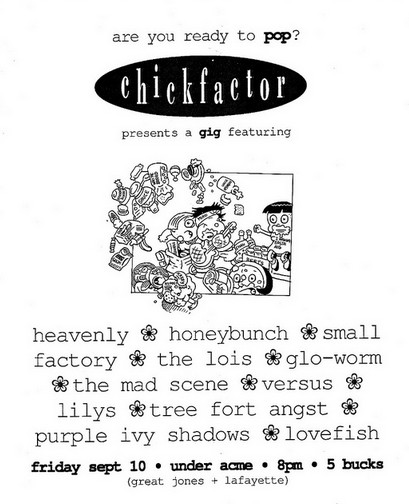 are you ready to pop?
chickfactor
presents a gig featuring
heavenly ❀ honeybunch ❀ small
factory ❀ the lois ❀ glo-worm
❀ the mad scene ❀ versus ❀
lilys ❀ tree fort angst ❀
purple ivy shadows ❀ lovefish
friday sept 10 • under acme • 8pm • 5 bucks
(great jones + lafayette)